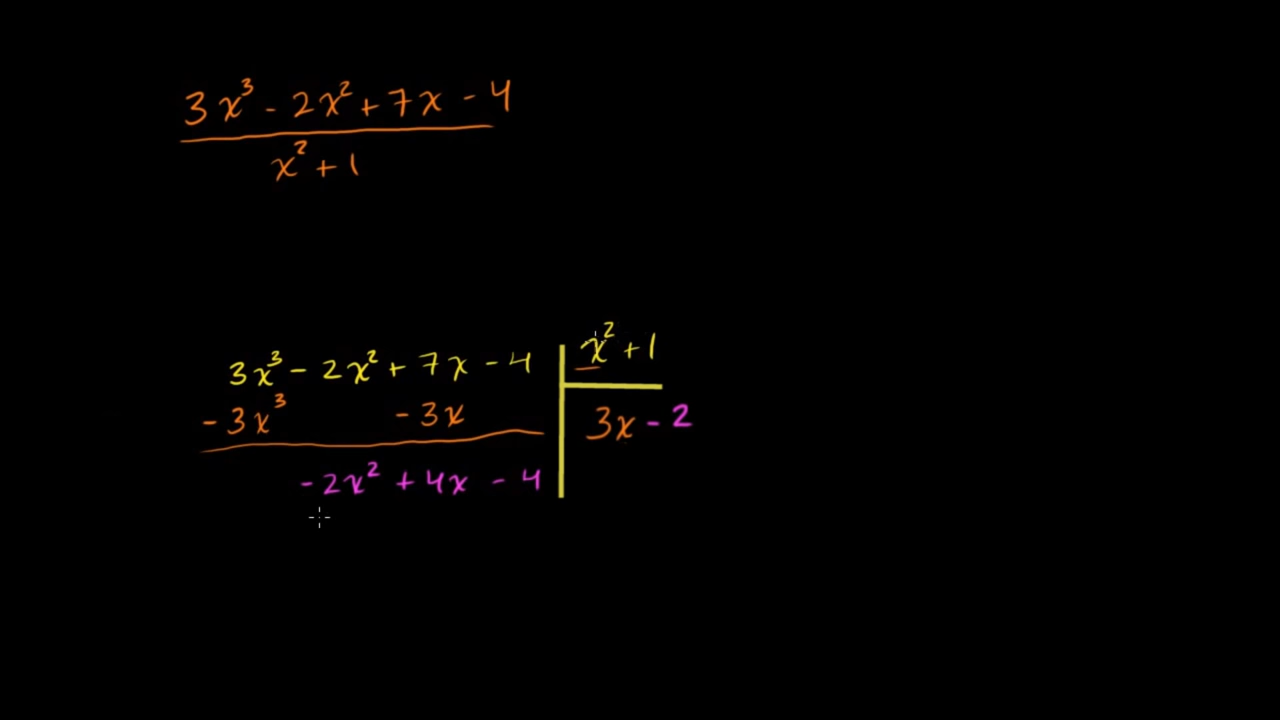 3x³ - 2x² + 7x - 4
x² + 1
3x³ - 2x² + 7x - 4
x² + 1
- 3x³ - 3x
3x - 2
- 2x² + 4x - 4